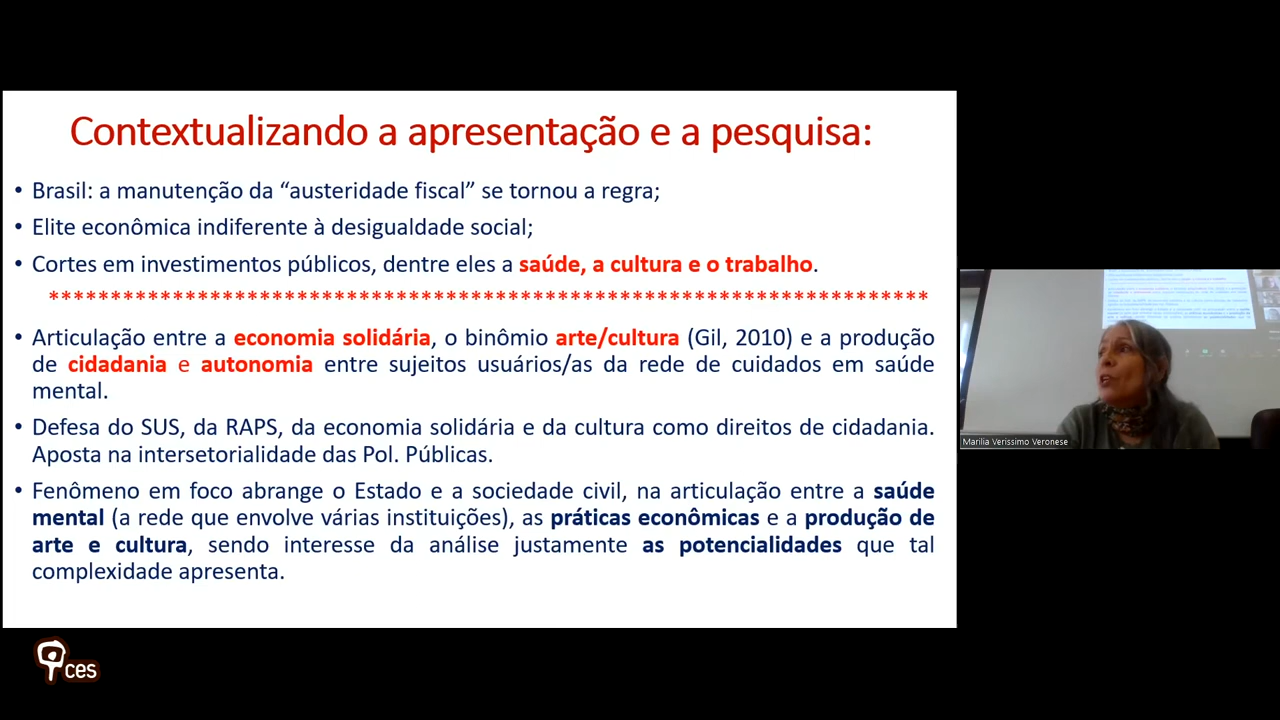 Contextualizando a apresentação e a pesquisa:
• Brasil: a manutenção da “austeridade fiscal” se tornou a regra;
• Elite econômica indiferente à desigualdade social;
• Cortes em investimentos públicos, dentre eles a saúde, a cultura e o trabalho.
***********************************************************************
• Articulação entre a economia solidária, o binômio arte/cultura (Gil, 2010) e a produção
de cidadania e autonomia entre sujeitos usuários/as da rede de cuidados em saúde
mental.
• Defesa do SUS, da RAPS, da economia solidária e da cultura como direitos de cidadania.
Aposta na intersetorialidade das Pol. Públicas.
• Fenômeno em foco abrange o Estado e a sociedade civil, na articulação entre a saúde
mental (a rede que envolve várias instituições), as práticas econômicas e a produção de
arte e cultura, sendo interesse da análise justamente as potencialidades que tal
complexidade apresenta.
Marilia Verissimo Veronese
ces